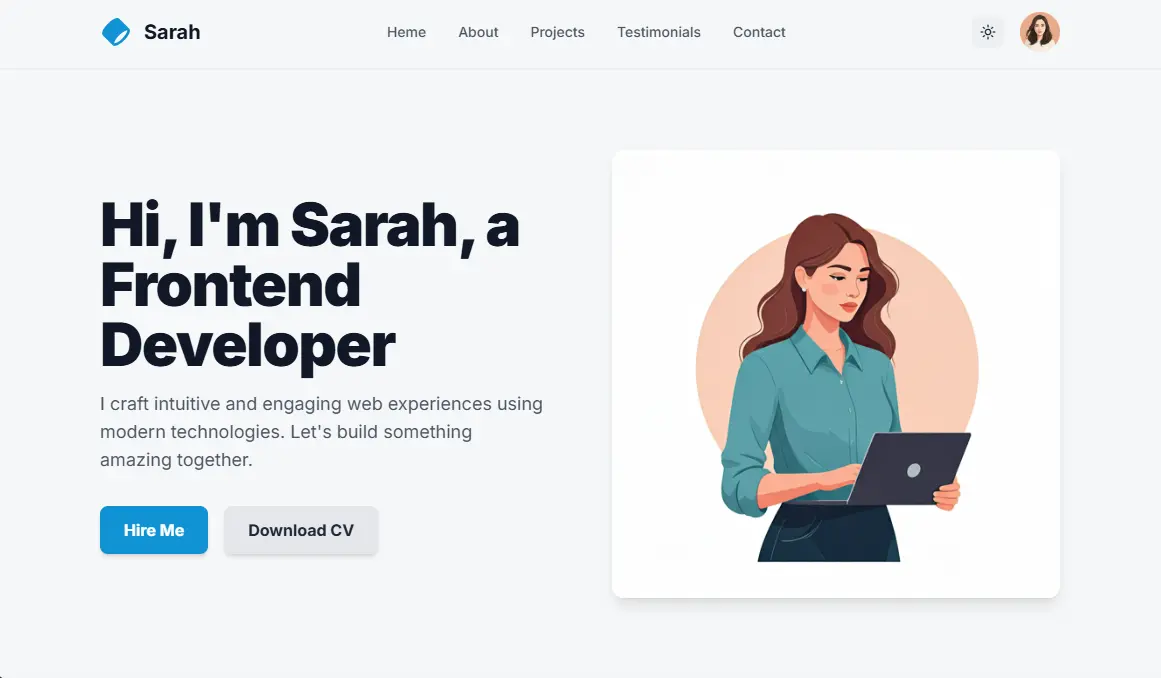 Sarah
Home About Projects Testimonials Contact
Hi, I'm Sarah, a
Frontend
Developer
I craft intuitive and engaging web experiences using
modern technologies. Let's build something
amazing together.
Hire Me Download CV